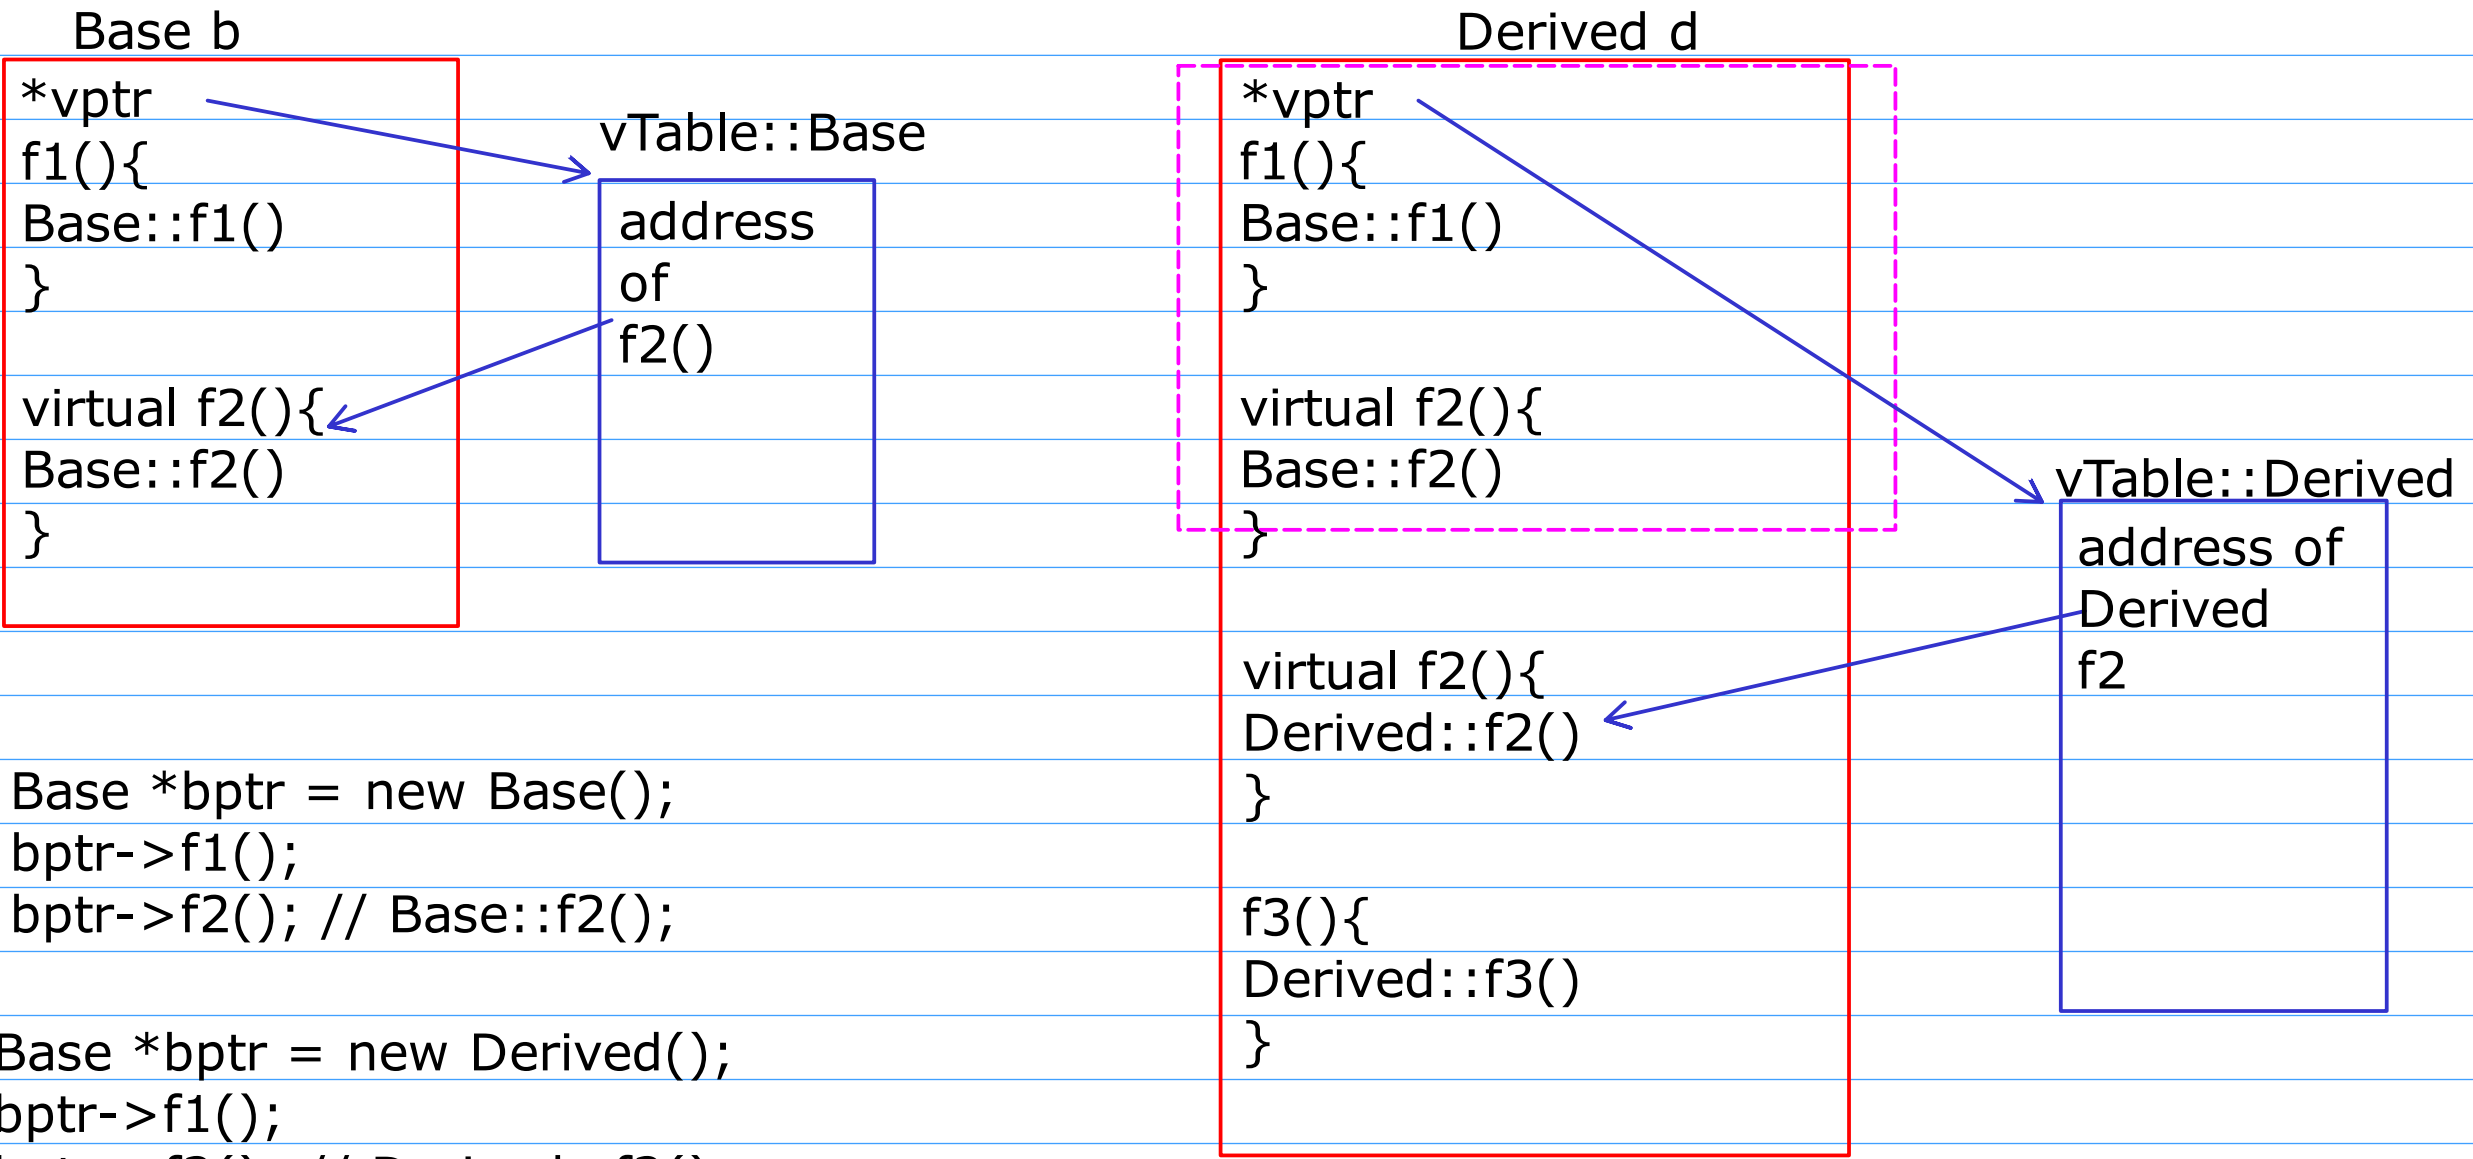 Base b
*vptr
f1(){
Base::f1()
}
virtual f2(){
Base::f2()
}
vTable::Base
address
of
f2()
Derived d
*vptr
f1(){
Base::f1()
}
virtual f2(){
Base::f2()
}
virtual f2(){
Derived::f2()
}
f3(){
Derived::f3()
}
vTable::Derived
address of
Derived
f2
Base *bptr = new Base();
bptr->f1();
bptr->f2(); // Base::f2();
Base *bptr = new Derived();
bptr->f1();